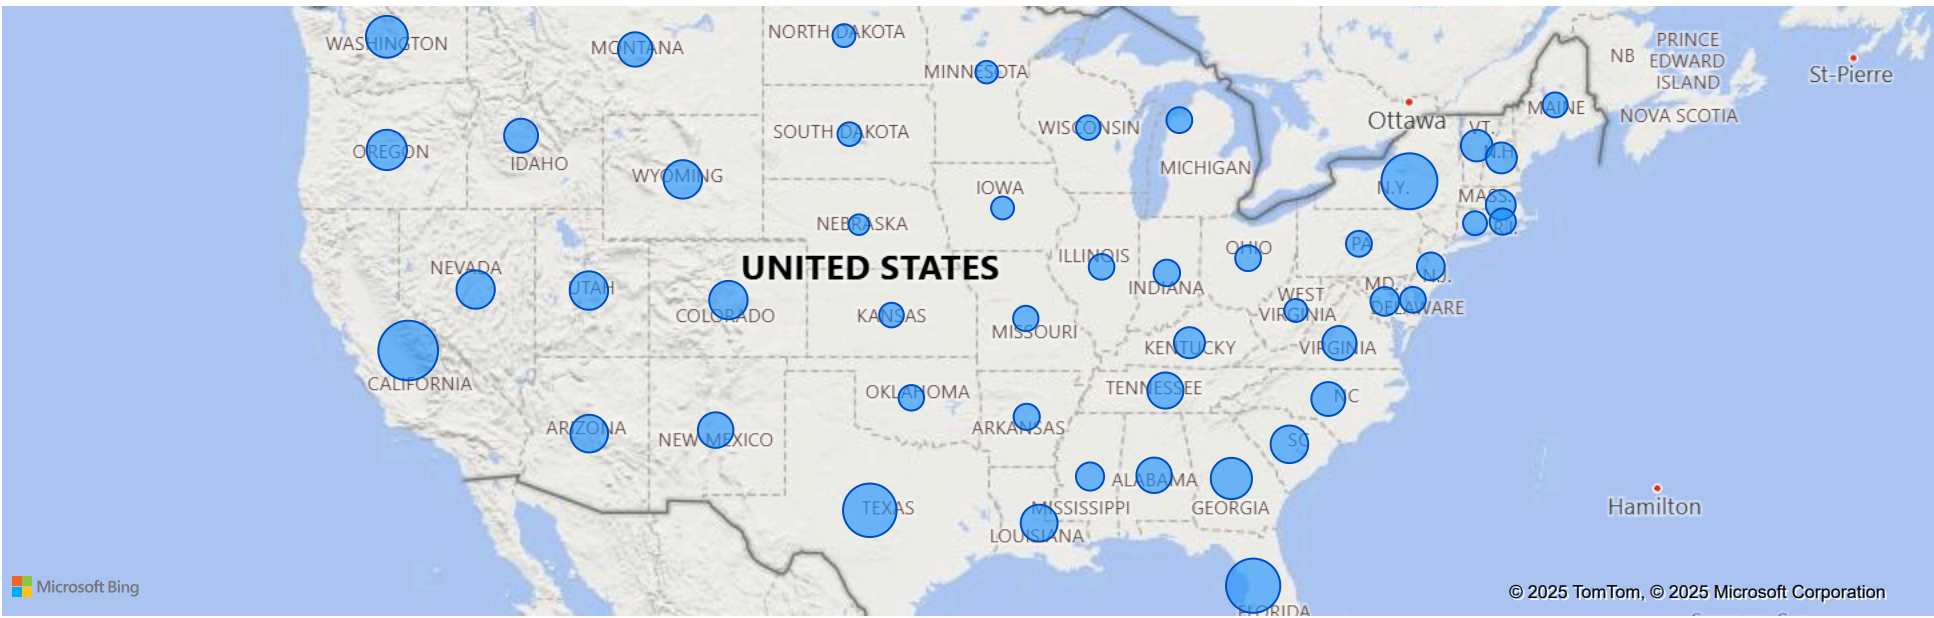 WASHINGTON
MONTANA
NORTH DAKOTA
MINNESOTA
NB
PRINCE
EDWARD
ISLAND
St-Pierre
Ottawa
MAINE
NOVA SCOTIA
OREGON
IDAHO
SOUTH DAKOTA
WISCONSIN
VT.
N.H.
WYOMING
MICHIGAN
N.Y.
MASS.
IOWA
NEBRASKA
R.I.
NEVADA
UTAH
UNITED STATES
ILLINOIS
OHIO
PA
INDIANA
MD.
N.J.
COLORADO
KANSAS
MISSOURI
WEST
VIRGINIA
DELAWARE
CALIFORNIA
KENTUCKY
VIRGINIA
OKLAHOMA
TENNESSEE
NC
ARIZONA
NEW MEXICO
ARKANSAS
SC
TEXAS
MISSISSIPPI
ALABAMA
GEORGIA
LOUISIANA
Hamilton
FLORIDA
Microsoft Bing
© 2025 TomTom, © 2025 Microsoft Corporation